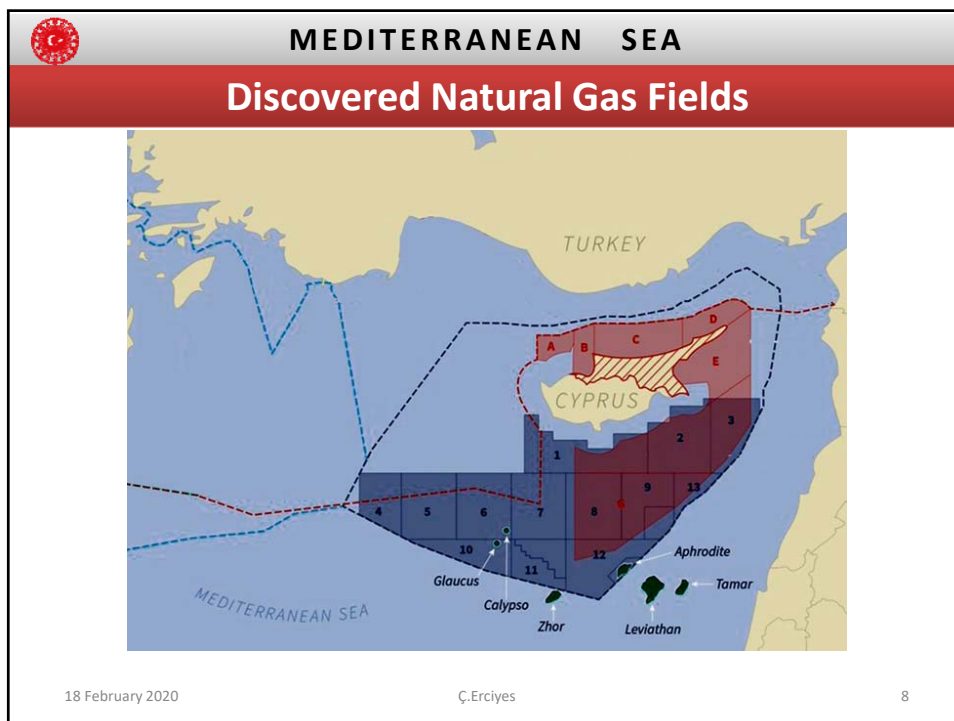 MEDITERRANEAN SEA
Discovered Natural Gas Fields
TURKEY
D
C
A
B
E
CYPRUS
3
2
1
9
13
4
5
6
7
8
G
10
12
11
Aphrodite
Glaucus
Tamar
Calypso
MEDITERRANEAN SEA
Zhor
Leviathan
18 February 2020
Ç.Erciyes
8